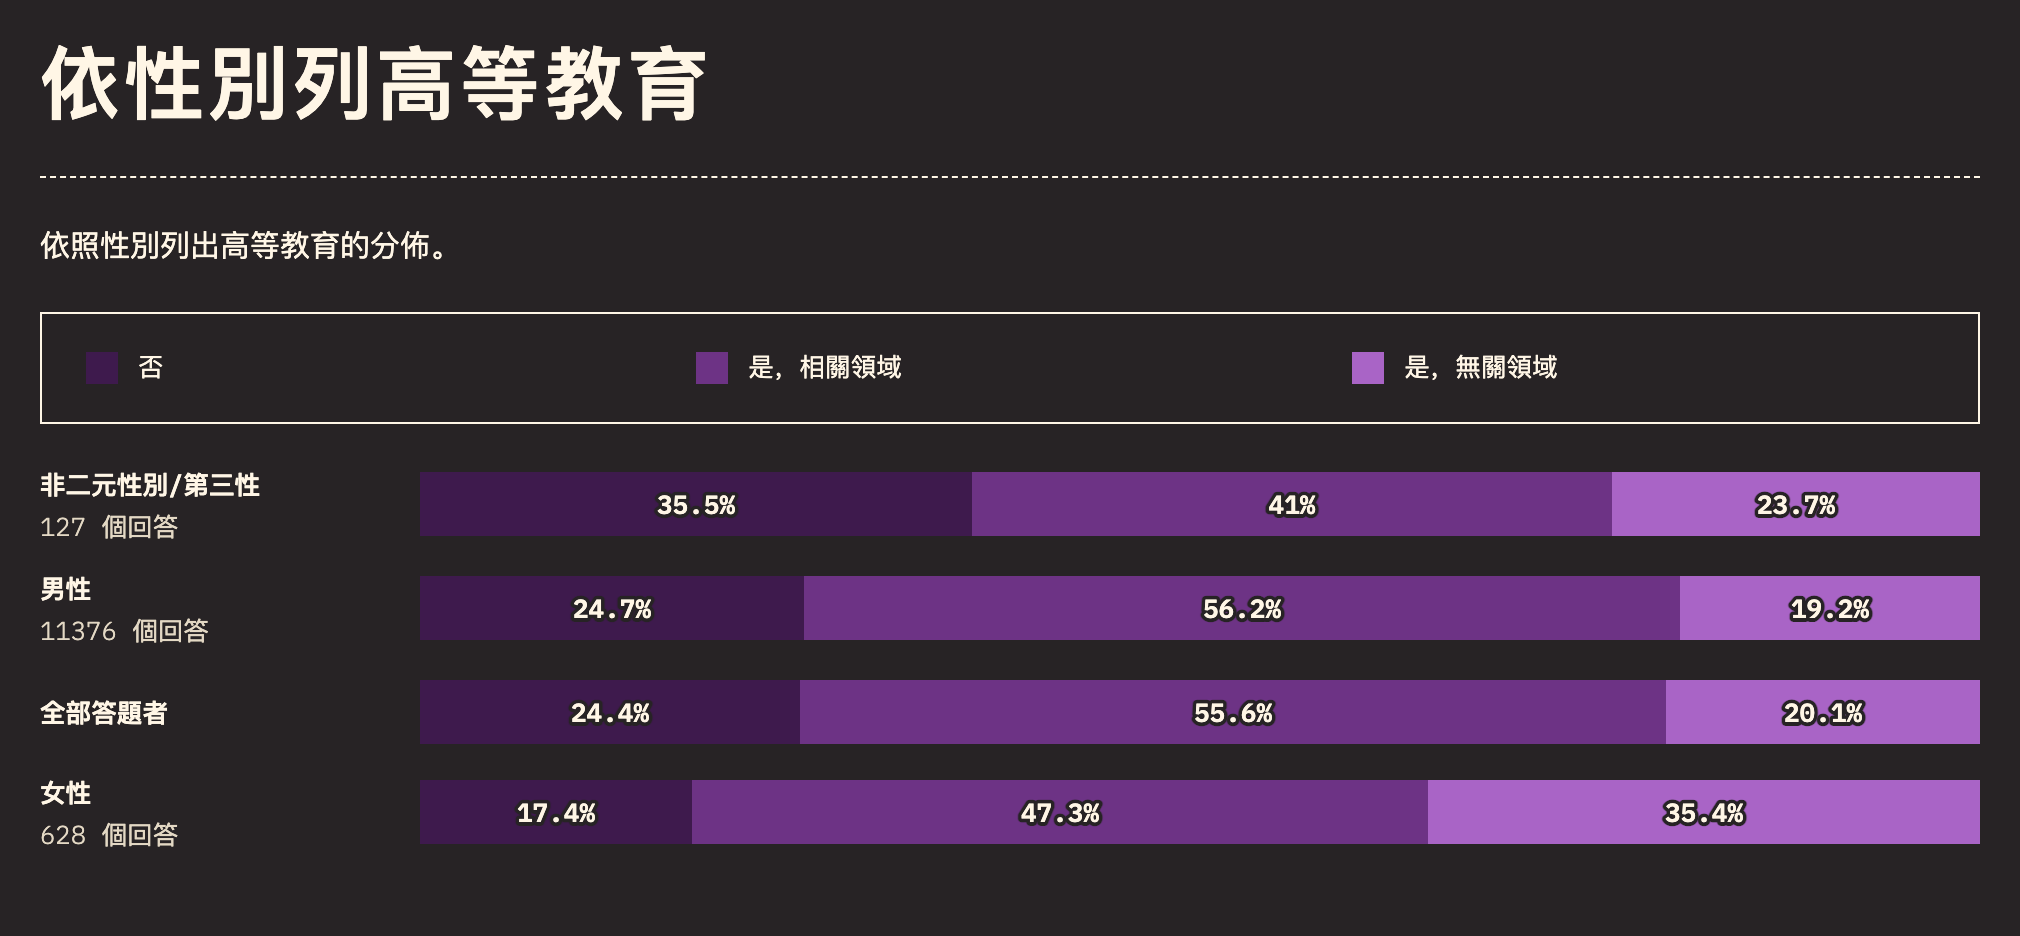 依性別列高等教育
依照性別列出高等教育的分佈。
否
是，相關領域
是，無關領域
非二元性別/第三性
127 個回答
35.5%
41%
23.7%
男性
11376 個回答
24.7%
56.2%
19.2%
全部答題者
24.4%
55.6%
20.1%
女性
628 個回答
17.4%
47.3%
35.4%